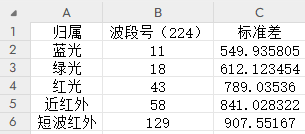 A B C
1 归属 波段号（224） 标准差
2 蓝光 11 549.935805
3 绿光 18 612.123454
4 红光 43 789.03536
5 近红外 58 841.028322
6 短波红外 129 907.55167